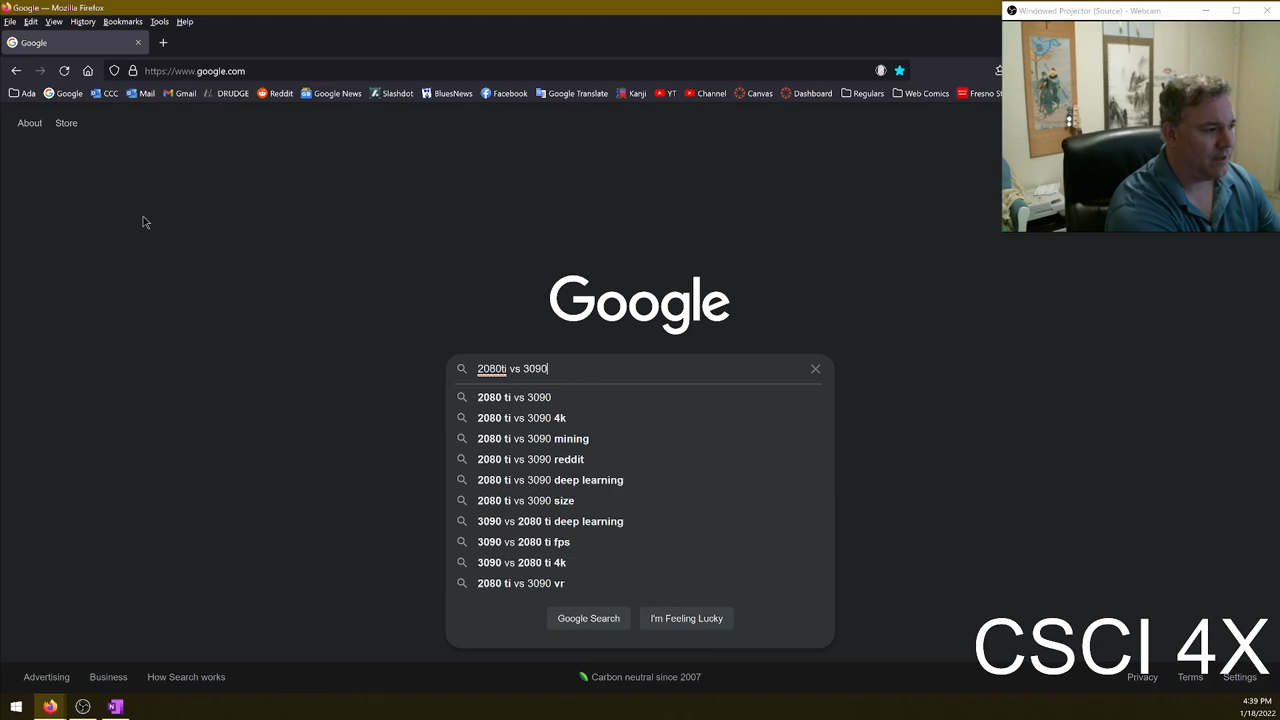 Google — Mozilla Firefox
File Edit View History Bookmarks Tools Help
Windowed Projector (Source) - Webcam
Google
https://www.google.com
Ada Google CCC Mail Gmail DRUDGE Reddit Google News Slashdot BluesNews Facebook Google Translate Kanji YT Channel Canvas Dashboard Regulars Web Comics Fresno St
About Store
Google
2080ti vs 3090
2080 ti vs 3090
2080 ti vs 3090 4k
2080 ti vs 3090 mining
2080 ti vs 3090 reddit
2080 ti vs 3090 deep learning
2080 ti vs 3090 size
3090 vs 2080 ti deep learning
3090 vs 2080 ti fps
3090 vs 2080 ti 4k
2080 ti vs 3090 vr
Google Search I'm Feeling Lucky
CSCI 4X
Advertising Business How Search works Carbon neutral since 2007 Privacy Terms Settings
4:39 PM
1/18/2022